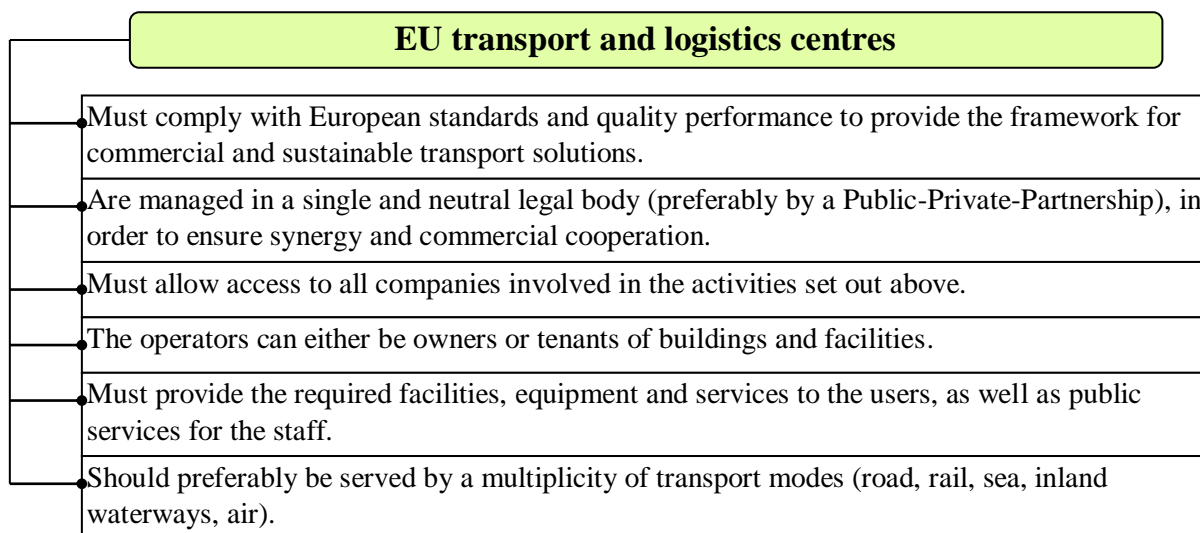 EU transport and logistics centres
Must comply with European standards and quality performance to provide the framework for
commercial and sustainable transport solutions.
Are managed in a single and neutral legal body (preferably by a Public-Private-Partnership), in
order to ensure synergy and commercial cooperation.
Must allow access to all companies involved in the activities set out above.
The operators can either be owners or tenants of buildings and facilities.
Must provide the required facilities, equipment and services to the users, as well as public
services for the staff.
Should preferably be served by a multiplicity of transport modes (road, rail, sea, inland
waterways, air).